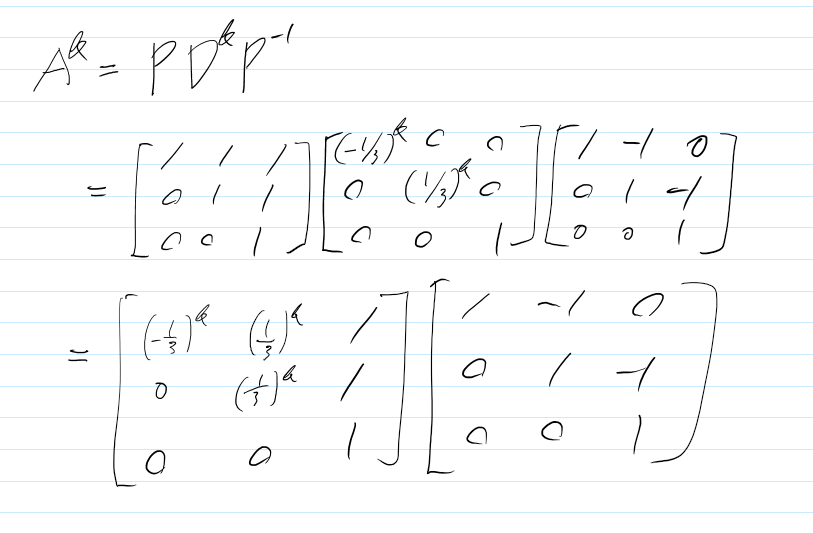 A^k = P D^k P^-1
= [ 1 1 1 ; 0 1 1 ; 0 0 1 ] [ (-1/3)^k 0 0 ; 0 (1/3)^k 0 ; 0 0 1 ] [ 1 -1 0 ; 0 1 -1 ; 0 0 1 ]
= [ (-1/3)^k (1/3)^k 1 ; 0 (1/3)^k 1 ; 0 0 1 ] [ 1 -1 0 ; 0 1 -1 ; 0 0 1 ]